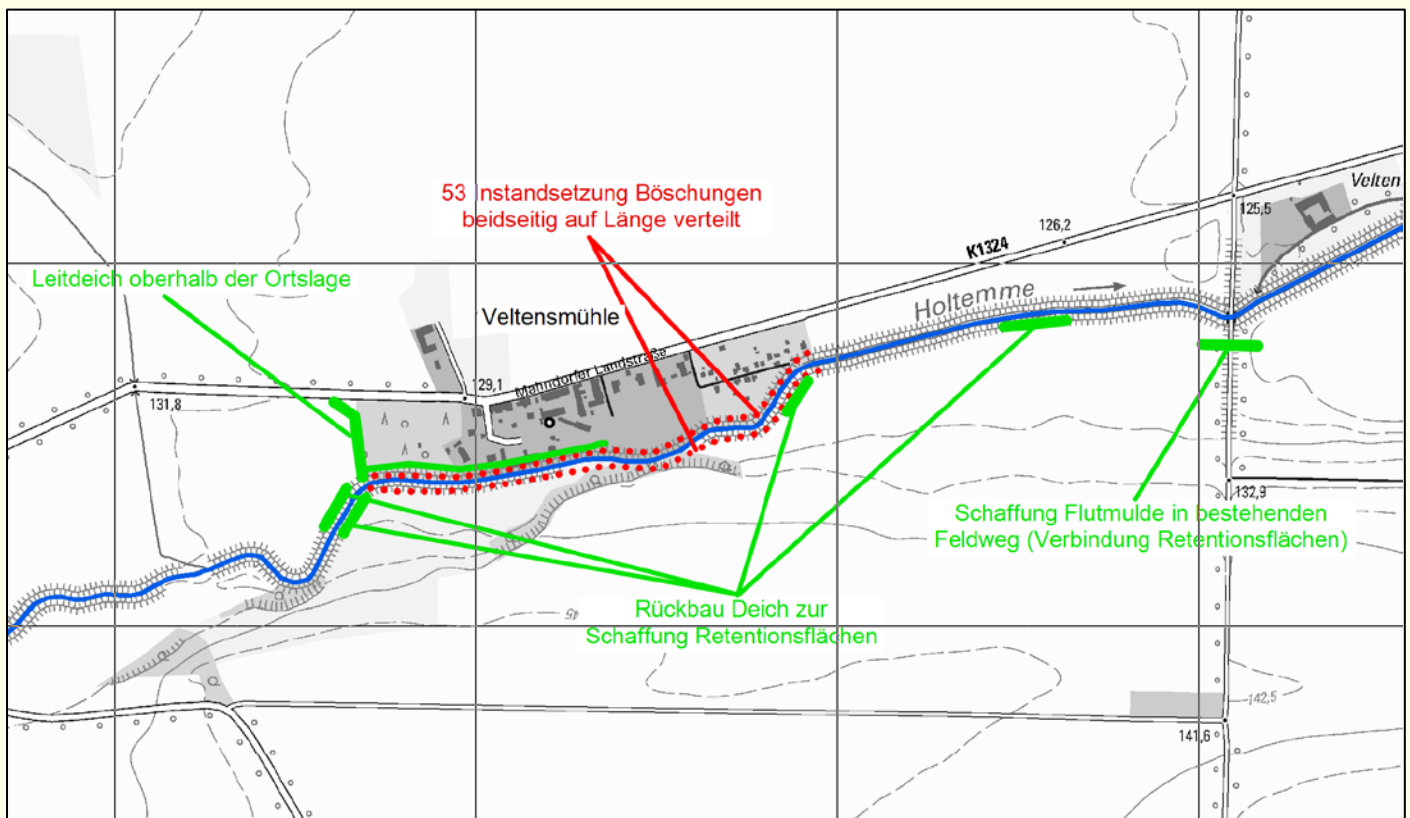 53 Instandsetzung Böschungen
beidseitig auf Länge verteilt
Leitdeich oberhalb der Ortslage
Velten
125,5
126,2
K1324
Holtemme
Veltensmühle
Mahndorfer Landstraße
129,1
131,8
132,9
Schaffung Flutmulde in bestehenden
Feldweg (Verbindung Retentionsflächen)
Rückbau Deich zur
Schaffung Retentionsflächen
45
142,5
141,6